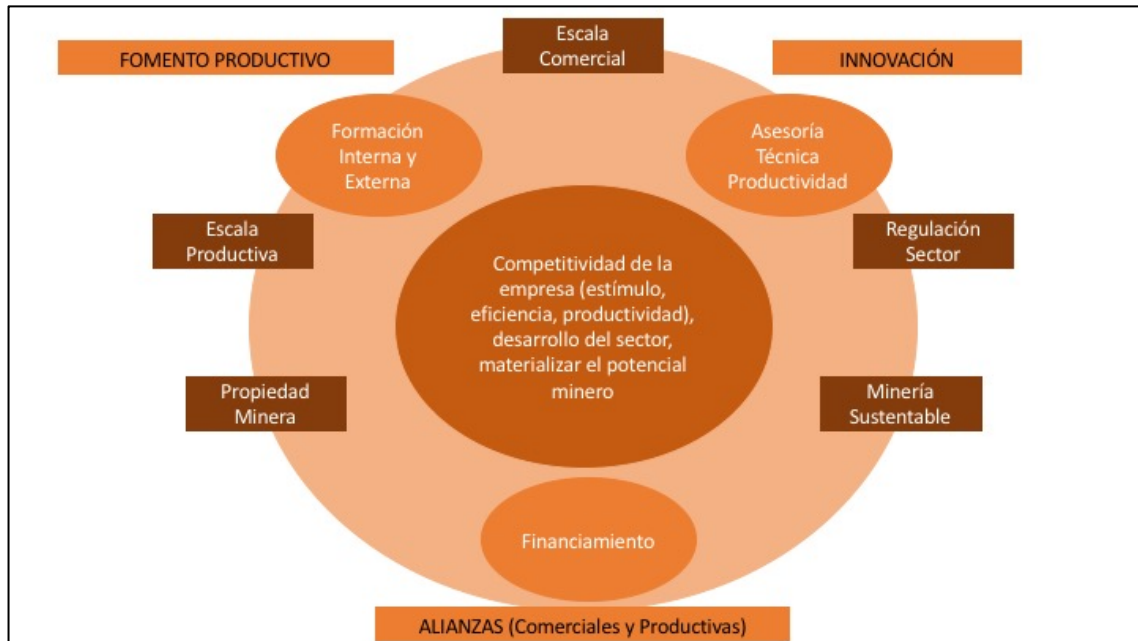 Escala
Comercial
FOMENTO PRODUCTIVO
INNOVACIÓN
Formación
Interna y
Externa
Asesoría
Técnica
Productividad
Escala
Productiva
Regulación
Sector
Competitividad de la
empresa (estímulo,
eficiencia, productividad),
desarrollo del sector,
materializar el potencial
minero
Propiedad
Minera
Minería
Sustentable
Financiamiento
ALIANZAS (Comerciales y Productivas)